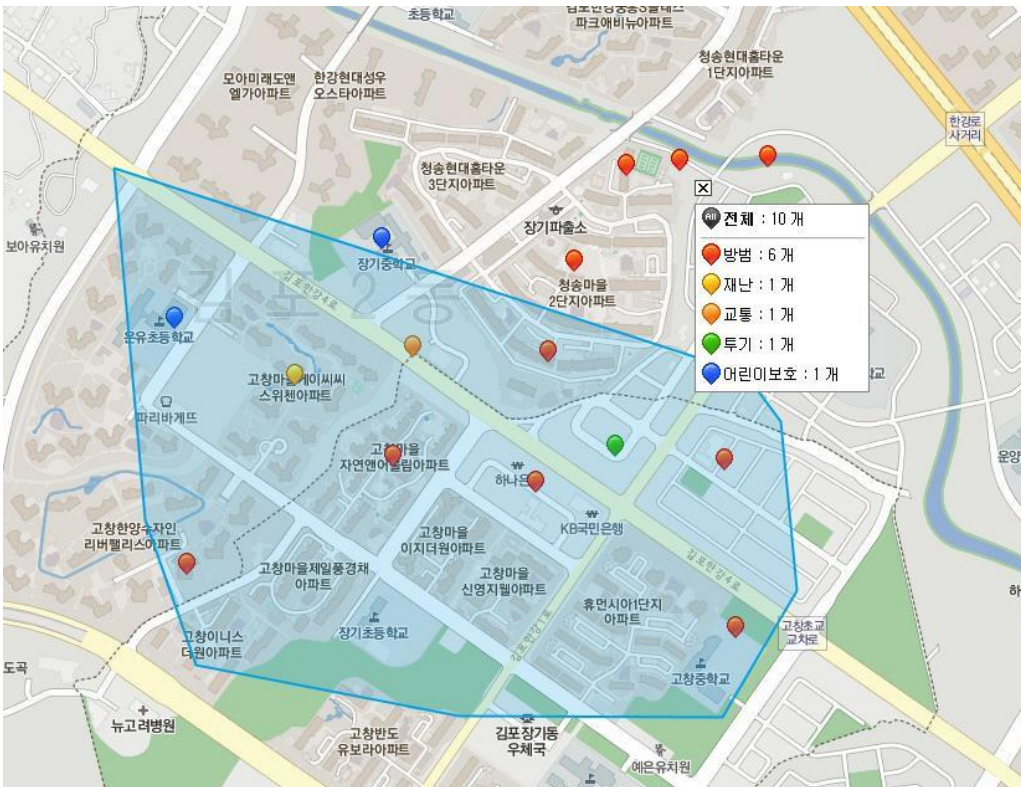 초등학교
파크애비뉴아파트
모아미래도앤
엘가아파트
한강현대성우
오스타아파트
청송현대홈타운
1단지아파트
한강로
사거리
청송현대홈타운
3단지아파트
보아유치원
장기중학교
장기파출소
청송마을
2단지아파트
All 전체 : 10 개
방범 : 6 개
재난 : 1 개
교통 : 1 개
투기 : 1 개
어린이보호 : 1 개
김포한강4로
김포2동
운유초등학교
스위첸아파트
파리바게뜨
고창마을
자연앤어울림아파트
하나은
KB국민은행
운양
고창한양수자인
리버팰리스아파트
고창마을
이지더원아파트
고창마을제일풍경채
아파트
고창마을
신영지웰아파트
김포한강4로
휴먼시아1단지
아파트
장기초등학교
김포한강1로
고창초교
교차로
고창이니스
더원아파트
고창중학교
도곡
뉴고려병원
고창반도
유보라아파트
김포장기동
우체국
예은유치원